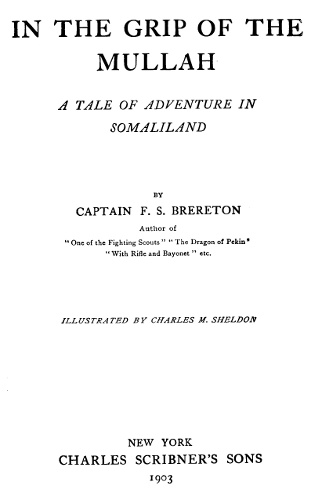 IN THE GRIP OF THE
MULLAH
A TALE OF ADVENTURE IN
SOMALILAND
BY
CAPTAIN F. S. BRERETON
Author of
"One of the Fighting Scouts" "The Dragon of Pekin"
"With Rifle and Bayonet" etc.
ILLUSTRATED BY CHARLES M. SHELDON
NEW YORK
CHARLES SCRIBNER'S SONS
1903